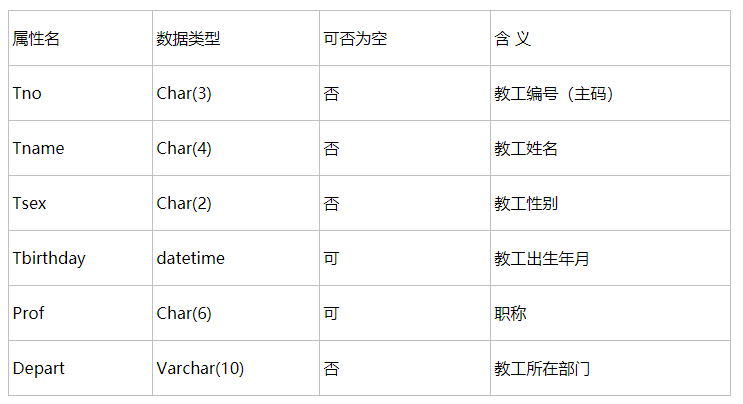 属性名 数据类型 可否为空 含 义
Tno Char(3) 否 教工编号（主码）
Tname Char(4) 否 教工姓名
Tsex Char(2) 否 教工性别
Tbirthday datetime 可 教工出生年月
Prof Char(6) 可 职称
Depart Varchar(10) 否 教工所在部门